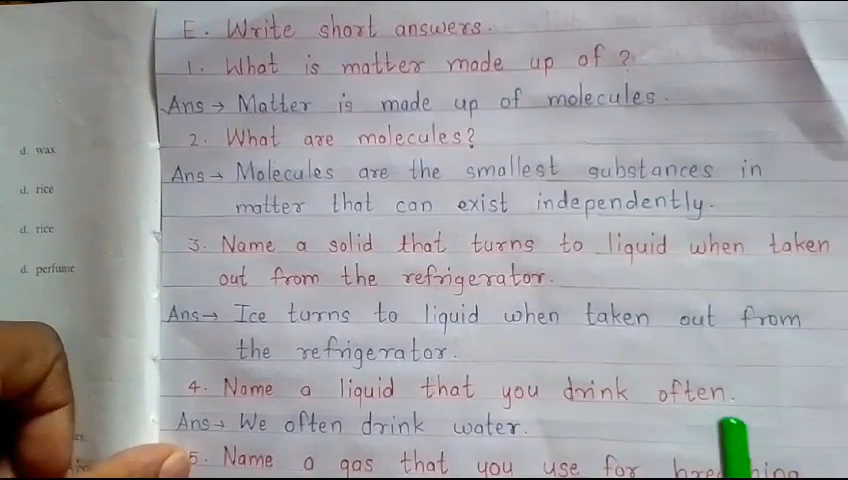 d. wax
d. rice
d. rice
d. perfume
E. Write short answers.
1. What is matter made up of?
Ans → Matter is made up of molecules.
2. What are molecules?
Ans → Molecules are the smallest substances in
matter that can exist independently.
3. Name a solid that turns to liquid when taken
out from the refrigerator.
Ans → Ice turns to liquid when taken out from
the refrigerator.
4. Name a liquid that you drink often.
Ans → We often drink water.
5. Name a gas that you use for